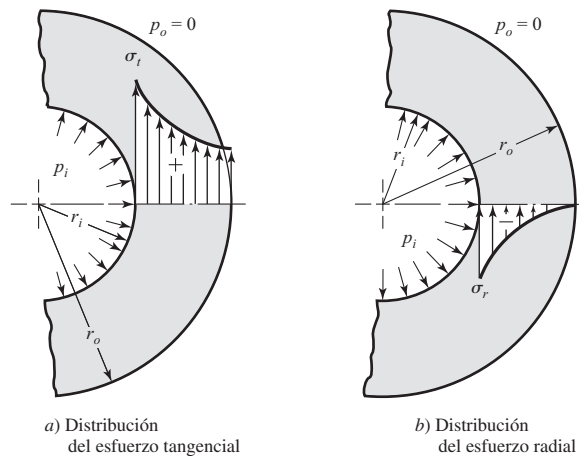 p_o = 0
σ_t
+
p_i
r_i
r_o
a) Distribución
del esfuerzo tangencial
p_o = 0
r_i
r_o
–
p_i
σ_r
b) Distribución
del esfuerzo radial